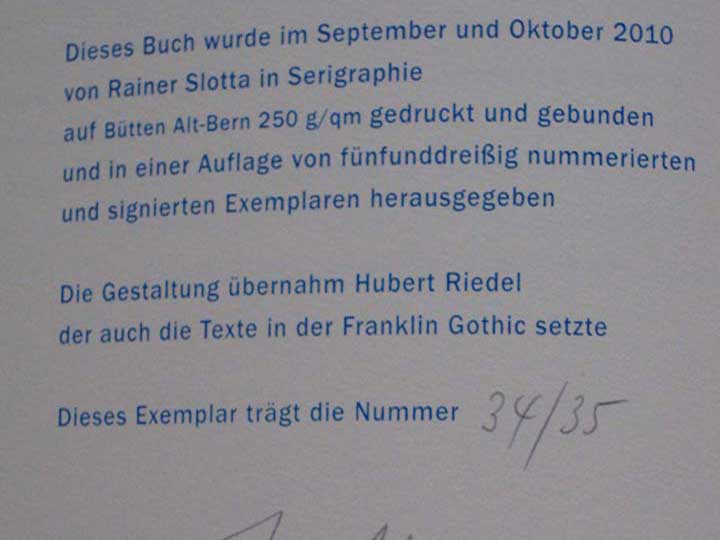 Dieses Buch wurde im September und Oktober 2010
von Rainer Slotta in Serigraphie
auf Bütten Alt-Bern 250 g/qm gedruckt und gebunden
und in einer Auflage von fünfunddreißig nummerierten
und signierten Exemplaren herausgegeben
Die Gestaltung übernahm Hubert Riedel
der auch die Texte in der Franklin Gothic setzte
Dieses Exemplar trägt die Nummer 34/35